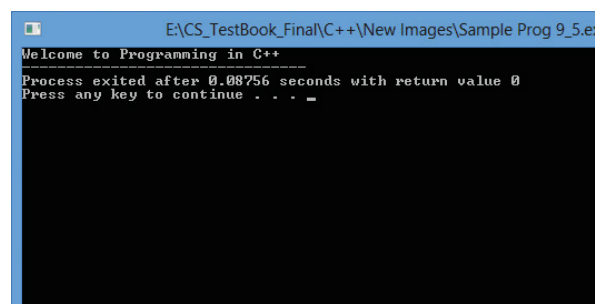 E:\CS_TestBook_Final\C++\New Images\Sample Prog 9_5.ex
Welcome to Programming in C++
--------------------------------
Process exited after 0.08756 seconds with return value 0
Press any key to continue . . . _